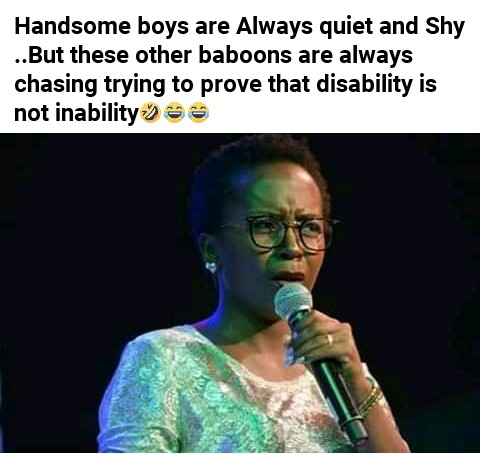 Handsome boys are Always quiet and Shy
..But these other baboons are always
chasing trying to prove that disability is
not inability🤣😂😂